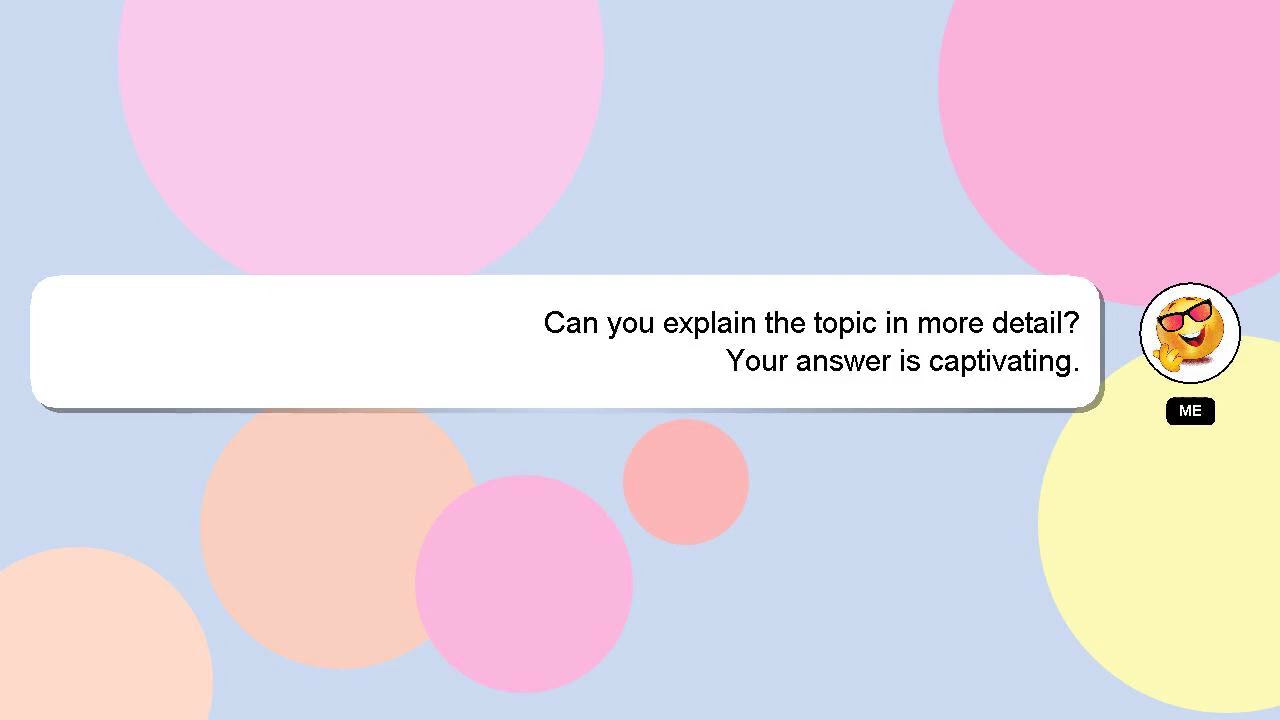 Can you explain the topic in more detail?
Your answer is captivating.
ME